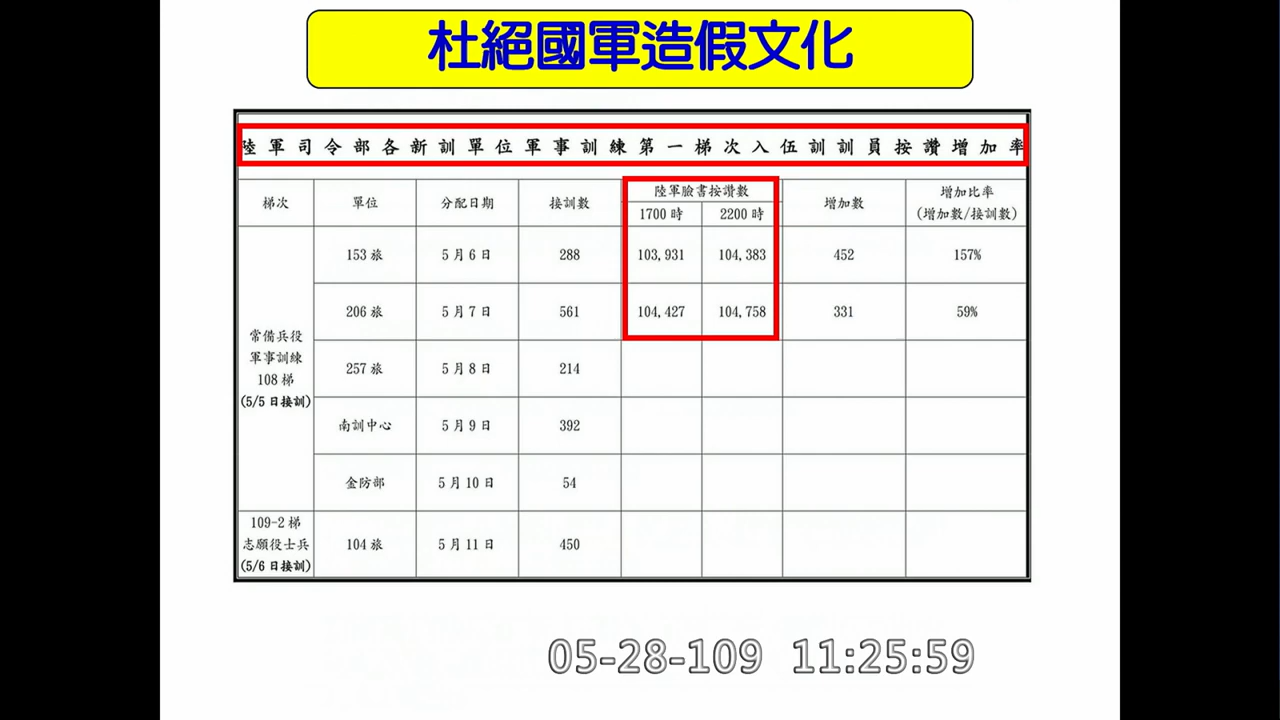 杜絕國軍造假文化
陸軍司令部各新訓單位軍事訓練第一梯次入伍訓訓員按讚增加率
梯次 單位 分配日期 接訓數 陸軍臉書按讚數 增加數 增加比率
1700時 2200時 (增加數/接訓數)
153旅 5月6日 288 103,931 104,383 452 157%
206旅 5月7日 561 104,427 104,758 331 59%
常備兵役
軍事訓練
108梯
(5/5日接訓)
257旅 5月8日 214
南訓中心 5月9日 392
金防部 5月10日 54
109-2梯
志願役士兵
(5/6日接訓)
104旅 5月11日 450
05-28-109 11:25:59